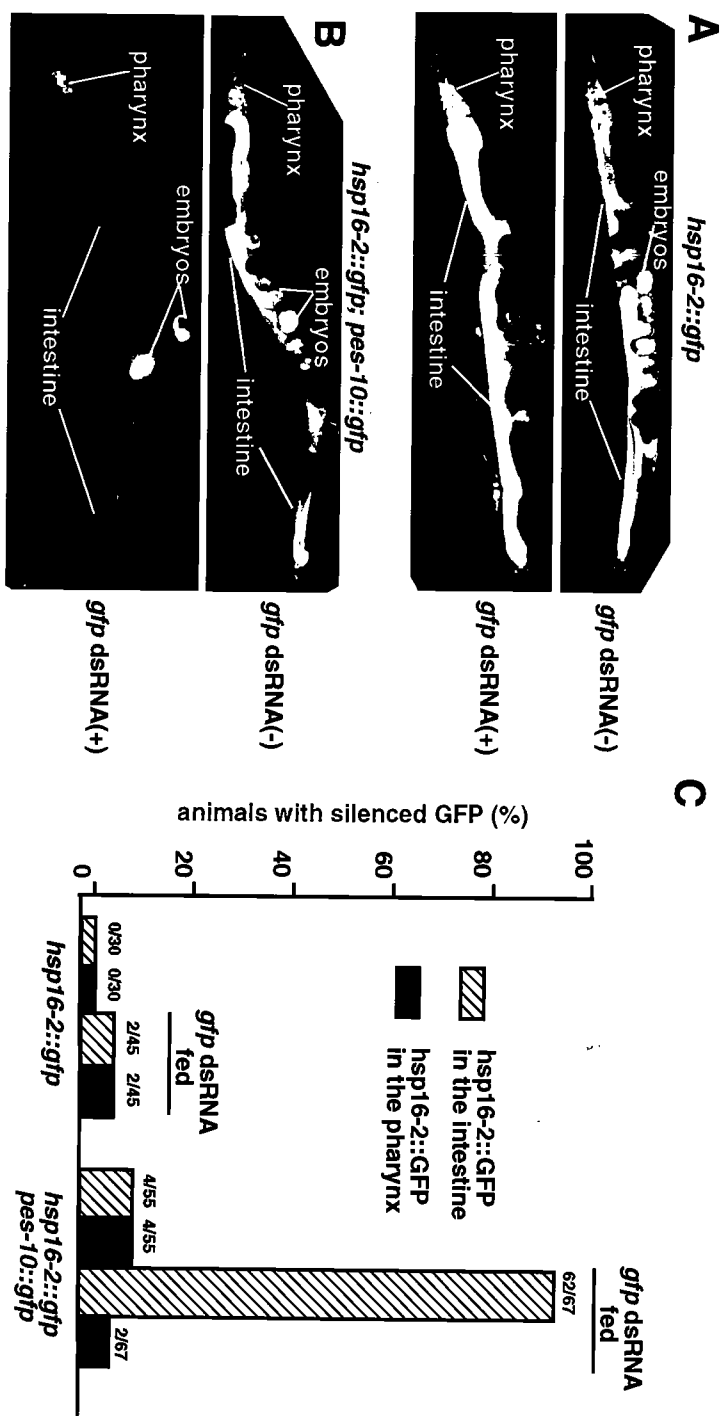 A
hsp16-2::gfp
pharynx
embryos
intestine
gfp dsRNA(-)
pharynx
intestine
gfp dsRNA(+)
B
hsp16-2::gfp; pes-10::gfp
pharynx
embryos
intestine
gfp dsRNA(-)
pharynx
embryos
intestine
gfp dsRNA(+)
C
animals with silenced GFP (%)
100
80
60
40
20
0
hsp16-2::GFP
in the intestine
hsp16-2::GFP
in the pharynx
gfp dsRNA
fed
gfp dsRNA
fed
0/30 0/30 2/45 2/45 4/55 4/55 62/67 2/67
hsp16-2::gfp
hsp16-2::gfp
pes-10::gfp